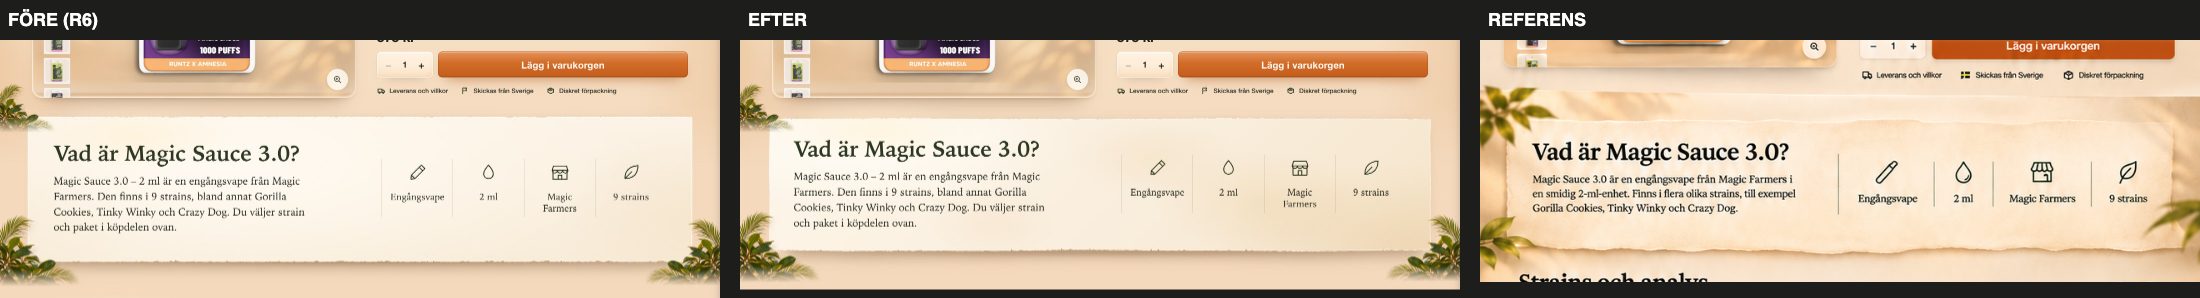 FÖRE (R6)
1000 PUFFS
RUNTZ X AMNESIA
− 1 +
Lägg i varukorgen
Leverans och villkor
Skickas från Sverige
Diskret förpackning
Vad är Magic Sauce 3.0?
Magic Sauce 3.0 – 2 ml är en engångsvape från Magic
Farmers. Den finns i 9 strains, bland annat Gorilla
Cookies, Tinky Winky och Crazy Dog. Du väljer strain
och paket i köpdelen ovan.
Engångsvape
2 ml
Magic
Farmers
9 strains
EFTER
1000 PUFFS
RUNTZ X AMNESIA
− 1 +
Lägg i varukorgen
Leverans och villkor
Skickas från Sverige
Diskret förpackning
Vad är Magic Sauce 3.0?
Magic Sauce 3.0 – 2 ml är en engångsvape från Magic
Farmers. Den finns i 9 strains, bland annat Gorilla
Cookies, Tinky Winky och Crazy Dog. Du väljer strain
och paket i köpdelen ovan.
Engångsvape
2 ml
Magic
Farmers
9 strains
REFERENS
− 1 +
Lägg i varukorgen
Leverans och villkor
Skickas från Sverige
Diskret förpackning
Vad är Magic Sauce 3.0?
Magic Sauce 3.0 är en engångsvape från Magic Farmers i
en smidig 2-ml-enhet. Finns i flera olika strains, till exempel
Gorilla Cookies, Tinky Winky och Crazy Dog.
Engångsvape
2 ml
Magic Farmers
9 strains
Strains och analys